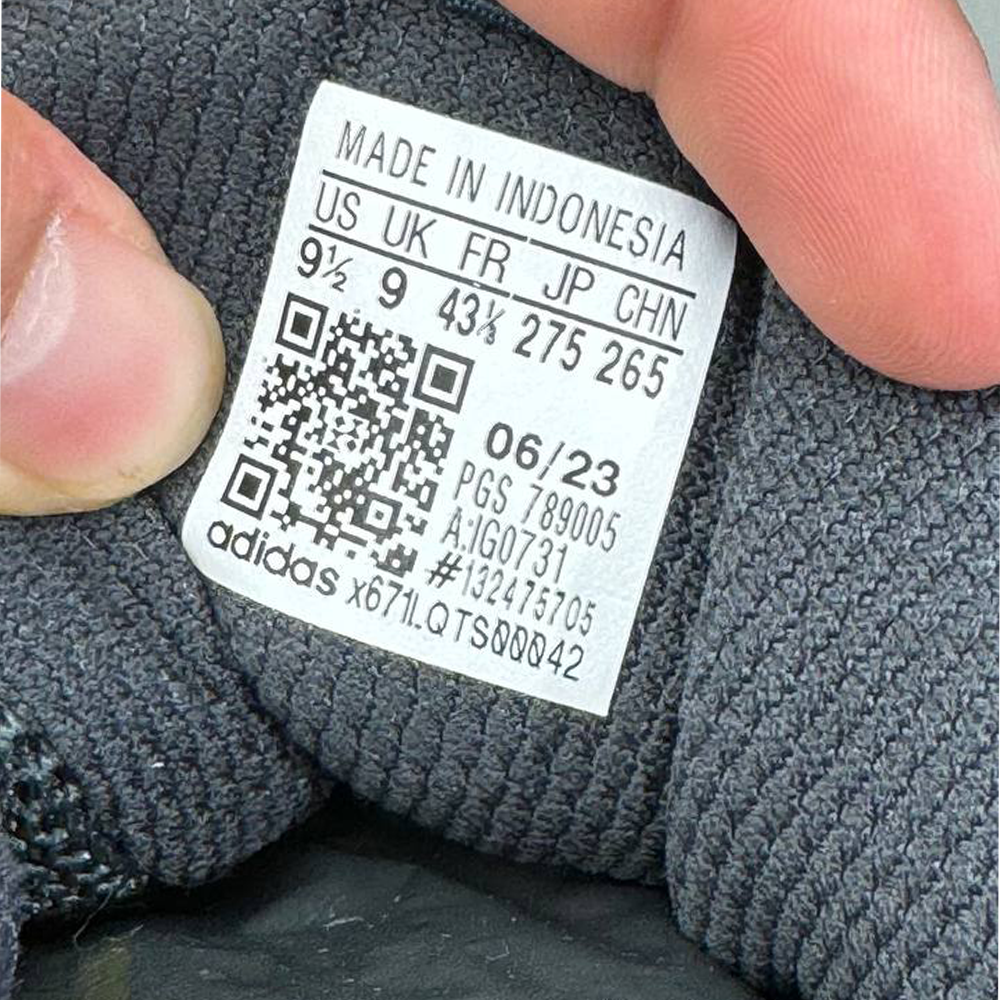 MADE IN INDONESIA
US UK FR JP CHN
9½ 9 43⅓ 275 265
06/23
PGS 789005
A:IG0731
#132475705
adidas x671LQTS00042